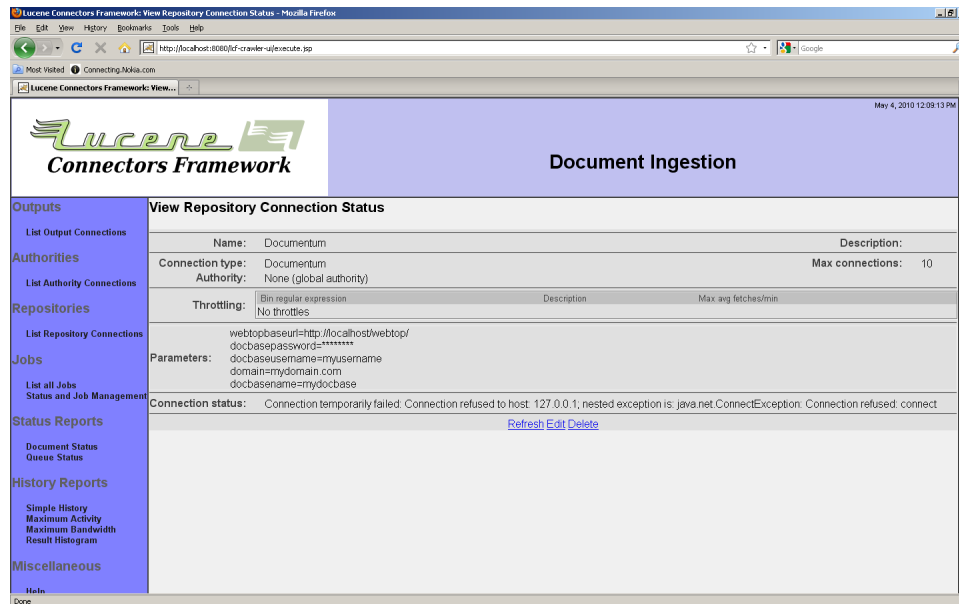 Lucene Connectors Framework: View Repository Connection Status - Mozilla Firefox
File Edit View History Bookmarks Tools Help
http://localhost:8080/lcf-crawler-ui/execute.jsp
Google
Most Visited Connecting.Nokia.com
Lucene Connectors Framework: View...
May 4, 2010 12:09:13 PM
Lucene
Connectors Framework
Document Ingestion
Outputs
List Output Connections
Authorities
List Authority Connections
Repositories
List Repository Connections
Jobs
List all Jobs
Status and Job Management
Status Reports
Document Status
Queue Status
History Reports
Simple History
Maximum Activity
Maximum Bandwidth
Result Histogram
Miscellaneous
Help
View Repository Connection Status
Name: Documentum Description:
Connection type: Documentum Max connections: 10
Authority: None (global authority)
Throttling: Bin regular expression Description Max avg fetches/min
No throttles
Parameters: webtopbaseurl=http://localhost/webtop/
docbasepassword=********
docbaseusername=myusername
domain=mydomain.com
docbasename=mydocbase
Connection status: Connection temporarily failed: Connection refused to host: 127.0.0.1; nested exception is: java.net.ConnectException: Connection refused: connect
Refresh Edit Delete
Done